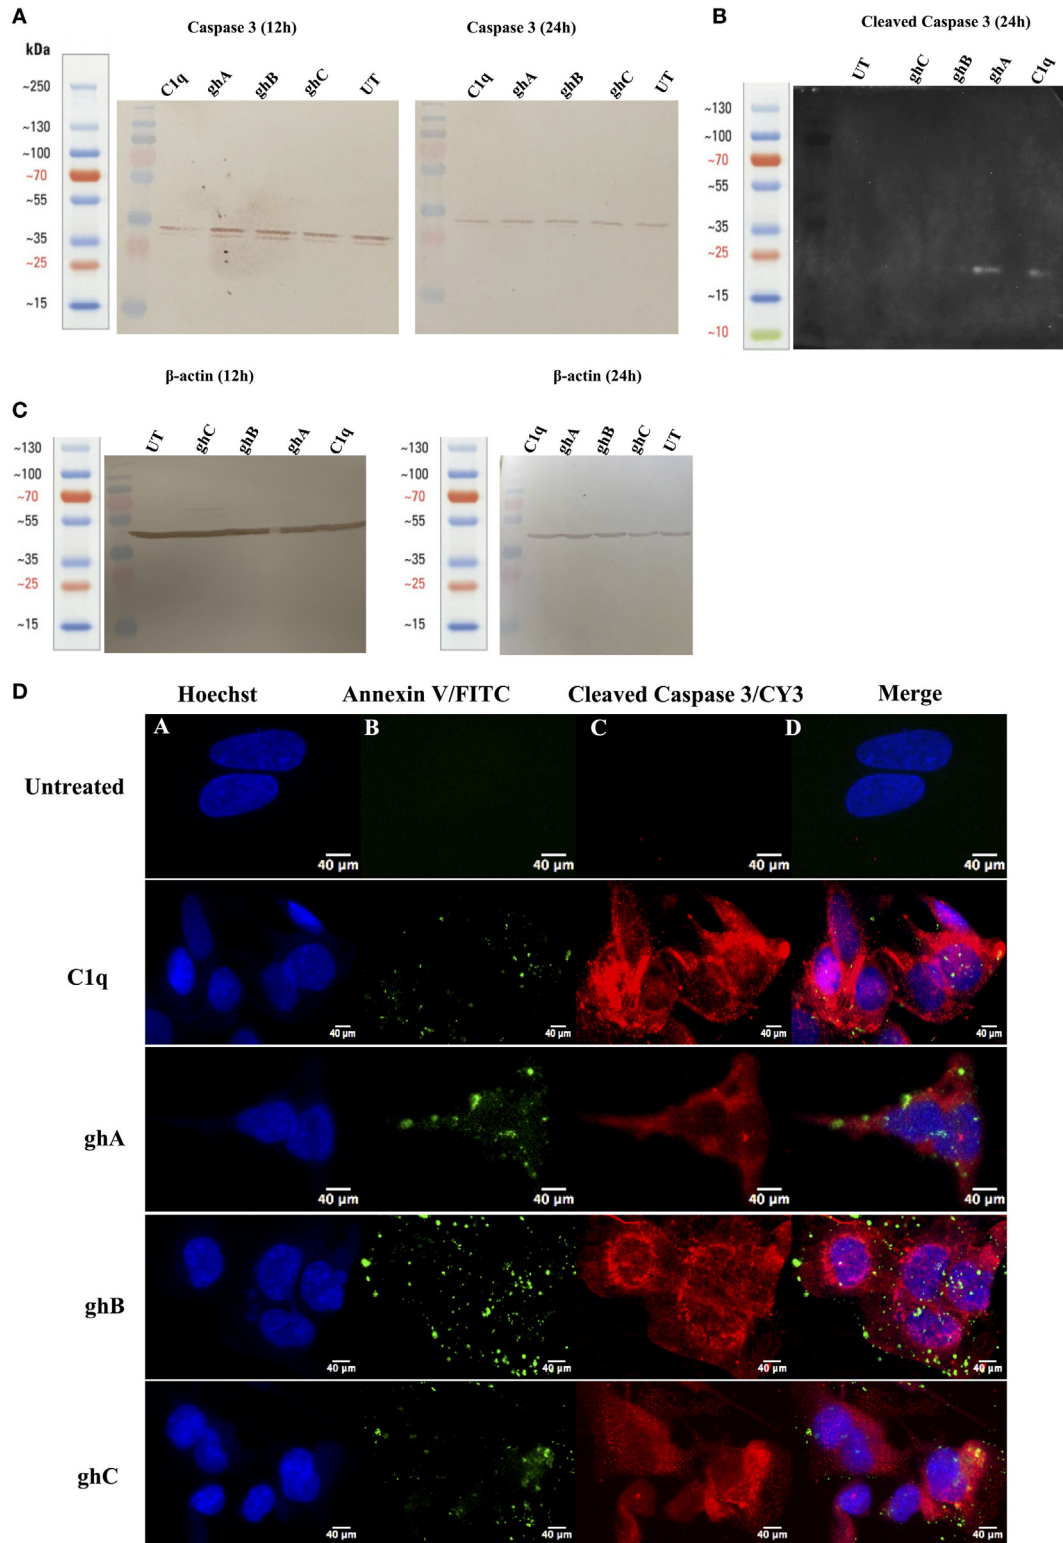 A
Caspase 3 (12h)
Caspase 3 (24h)
kDa
C1q
ghA
ghB
ghC
UT
C1q
ghA
ghB
ghC
UT
~250
~130
~100
~70
~55
~35
~25
~15
B
Cleaved Caspase 3 (24h)
UT
ghC
ghB
ghA
C1q
~130
~100
~70
~55
~35
~25
~15
~10
β-actin (12h)
β-actin (24h)
C
UT
ghC
ghB
ghA
C1q
~130
~100
~70
~55
~35
~25
~15
C1q
ghA
ghB
ghC
UT
~130
~100
~70
~55
~35
~25
~15
D
Hoechst
Annexin V/FITC
Cleaved Caspase 3/CY3
Merge
A
B
C
D
Untreated
40 µm
40 µm
40 µm
40 µm
C1q
40 µm
40 µm
40 µm
40 µm
ghA
40 µm
40 µm
40 µm
40 µm
ghB
40 µm
40 µm
40 µm
40 µm
ghC
40 µm
40 µm
40 µm
40 µm